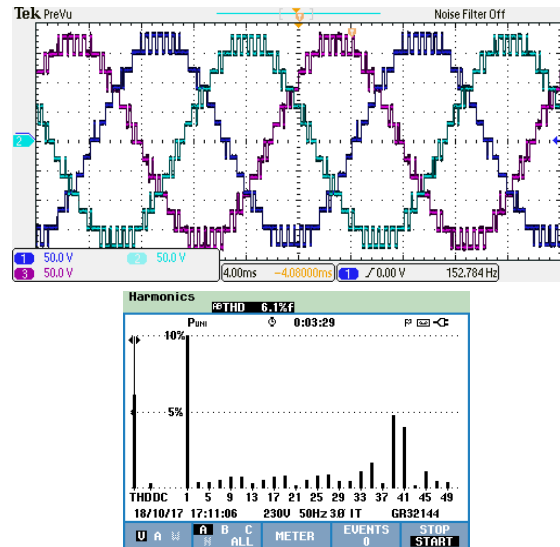 Tek PreVu Noise Filter Off
2
1 50.0 V 2 50.0 V
3 50.0 V
4.00ms -4.08000ms 1 / 0.00 V 152.784 Hz
Harmonics
THD 6.1%f
PUNI 0:03:29
10%
5%
THDDC 1 5 9 13 17 21 25 29 33 37 41 45 49
18/10/17 17:11:06 230V 50Hz 3Ø IT GR32144
V A W A B C N ALL METER EVENTS 0 STOP START